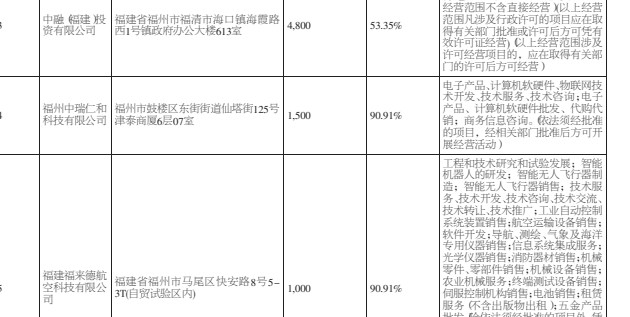 经营范围不含直接经营）（以上经营
范围凡涉及行政许可的项目应在取
得有关部门批准或许可后方可凭有
效许可证经营）（以上经营范围涉及
许可经营项目的，应在取得有关部
门的许可后方可经营）
中融（福建）投
资有限公司
福建省福州市福清市海口镇海霞路
西1号镇政府办公大楼613室
4,800
53.35%
电子产品、计算机软硬件、物联网技
术开发、技术服务、技术咨询；电子
产品、计算机软硬件批发、代购代
销；商务信息咨询。（依法须经批准
的项目，经相关部门批准后方可开
展经营活动）
4
福州中瑞仁和
科技有限公司
福州市鼓楼区东街街道仙塔街125号
津泰商厦6层07室
1,500
90.91%
工程和技术研究和试验发展；智能
机器人的研发；智能无人飞行器制
造；智能无人飞行器销售；技术服
务、技术开发、技术咨询、技术交流、
技术转让、技术推广；工业自动控制
系统装置销售；航空运输设备销售；
软件开发；导航、测绘、气象及海洋
专用仪器销售；信息系统集成服务；
光学仪器销售；消防器材销售；机械
零件、零部件销售；机械设备销售；
农业机械服务；终端测试设备销售；
伺服控制机构销售；电池销售；租赁
服务（不含出版物出租）；五金产品
福建福来德航
空科技有限公
司
福建省福州市马尾区快安路8号5-
3T(自贸试验区内)
1,000
90.91%